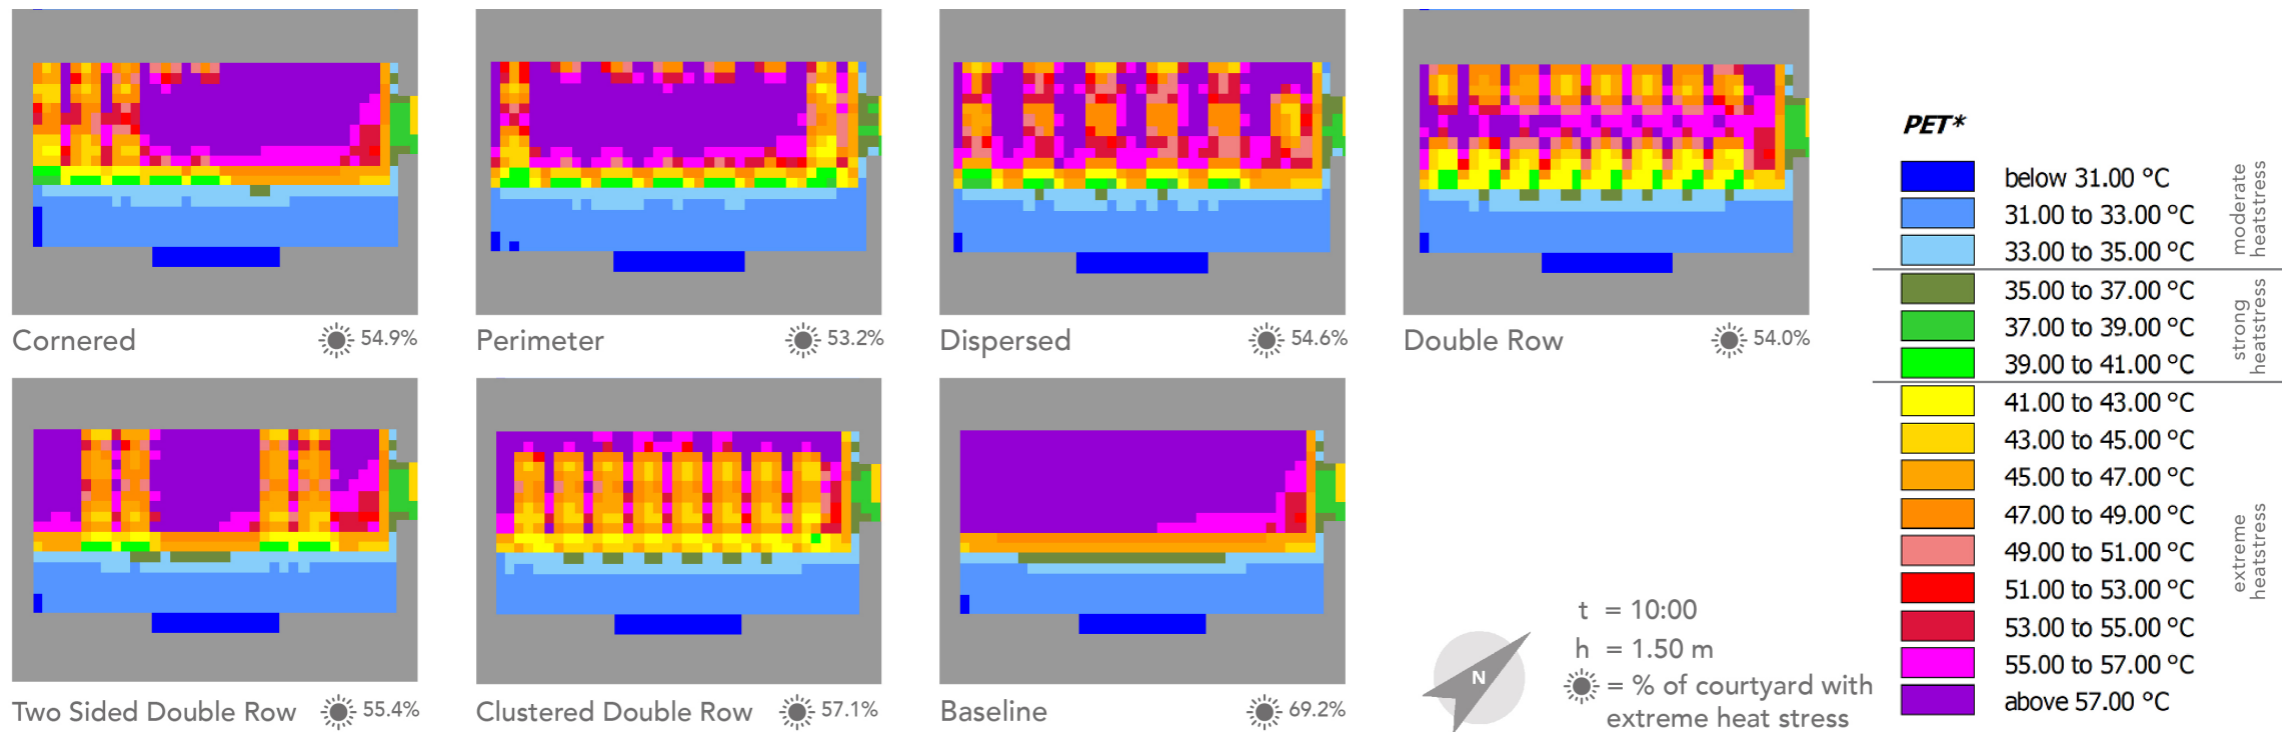 Cornered
54.9%
Perimeter
53.2%
Dispersed
54.6%
Double Row
54.0%
Two Sided Double Row
55.4%
Clustered Double Row
57.1%
Baseline
69.2%
N
t = 10:00
h = 1.50 m
= % of courtyard with
extreme heat stress
PET*
below 31.00 °C
31.00 to 33.00 °C
33.00 to 35.00 °C
moderate
heatstress
35.00 to 37.00 °C
37.00 to 39.00 °C
39.00 to 41.00 °C
strong
heatstress
41.00 to 43.00 °C
43.00 to 45.00 °C
45.00 to 47.00 °C
47.00 to 49.00 °C
49.00 to 51.00 °C
51.00 to 53.00 °C
53.00 to 55.00 °C
55.00 to 57.00 °C
above 57.00 °C
extreme
heatstress